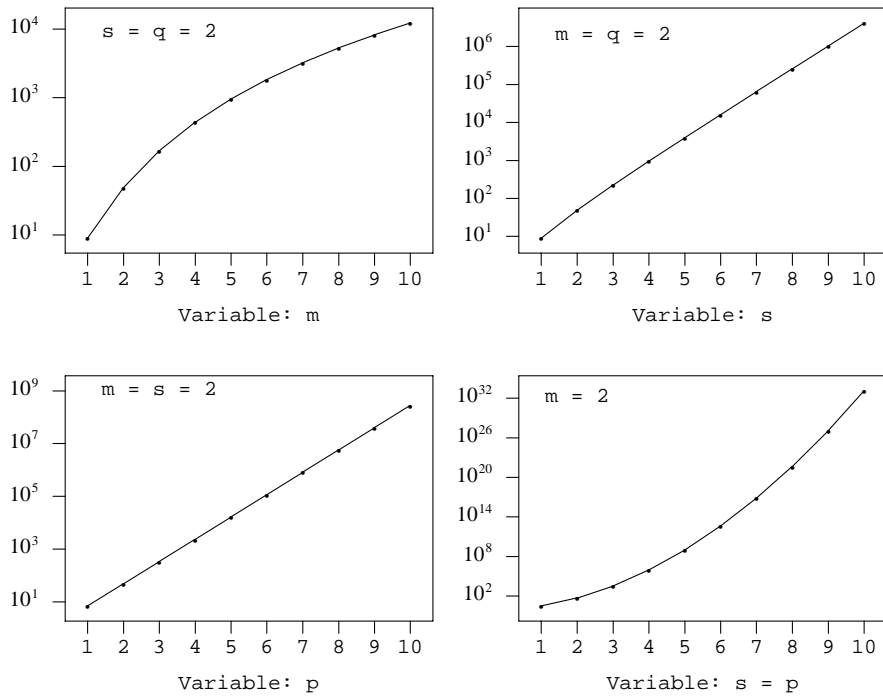 s = q = 2
10^4
10^3
10^2
10^1
1 2 3 4 5 6 7 8 9 10
Variable: m
m = q = 2
10^6
10^5
10^4
10^3
10^2
10^1
1 2 3 4 5 6 7 8 9 10
Variable: s
m = s = 2
10^9
10^7
10^5
10^3
10^1
1 2 3 4 5 6 7 8 9 10
Variable: p
m = 2
10^32
10^26
10^20
10^14
10^8
10^2
1 2 3 4 5 6 7 8 9 10
Variable: s = p